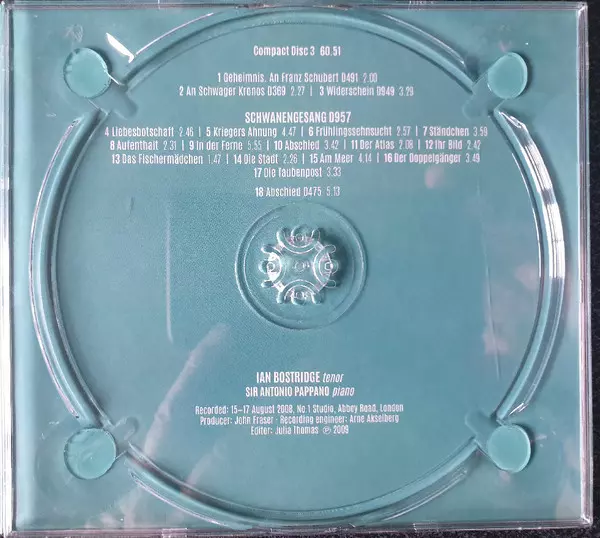 Compact Disc 3 60.51
1 Geheimnis. An Franz Schubert D491 2.00
2 An Schwager Kronos D369 2.27 | 3 Widerschein D949 3.29
SCHWANENGESANG D957
4 Liebesbotschaft 2.46 | 5 Kriegers Ahnung 4.47 | 6 Frühlingssehnsucht 2.57 | 7 Ständchen 3.59
8 Aufenthalt 2.31 | 9 In der Ferne 5.55 | 10 Abschied 3.42 | 11 Der Atlas 2.08 | 12 Ihr Bild 2.42
13 Das Fischermädchen 1.47 | 14 Die Stadt 2.26 | 15 Am Meer 4.14 | 16 Der Doppelgänger 3.49
17 Die Taubenpost 3.33
18 Abschied D475 5.13
IAN BOSTRIDGE tenor
SIR ANTONIO PAPPANO piano
Recorded: 15–17 August 2008, No.1 Studio, Abbey Road, London
Producer: John Fraser · Recording engineer: Arne Akselberg
Editor: Julia Thomas ℗ 2009